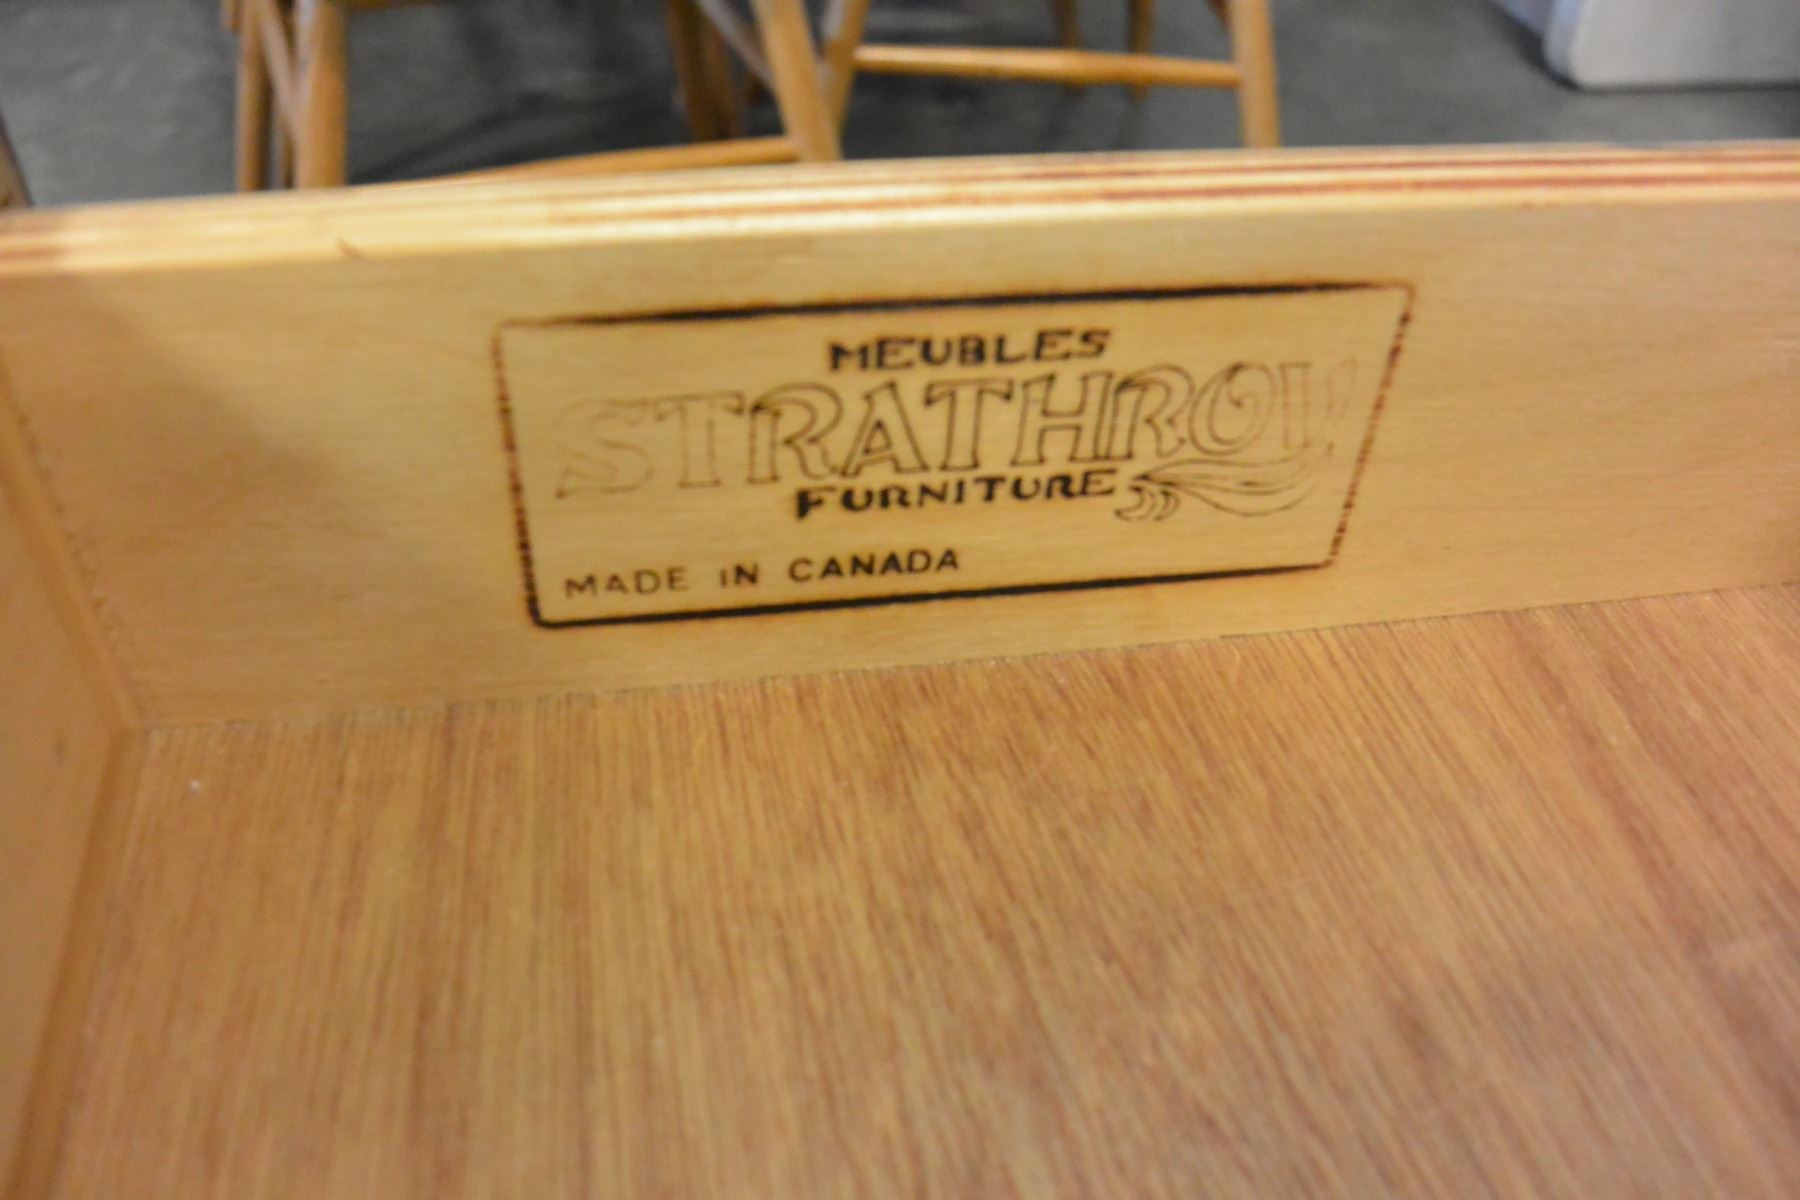 MEUBLES
STRATHROY
FURNITURE
MADE IN CANADA